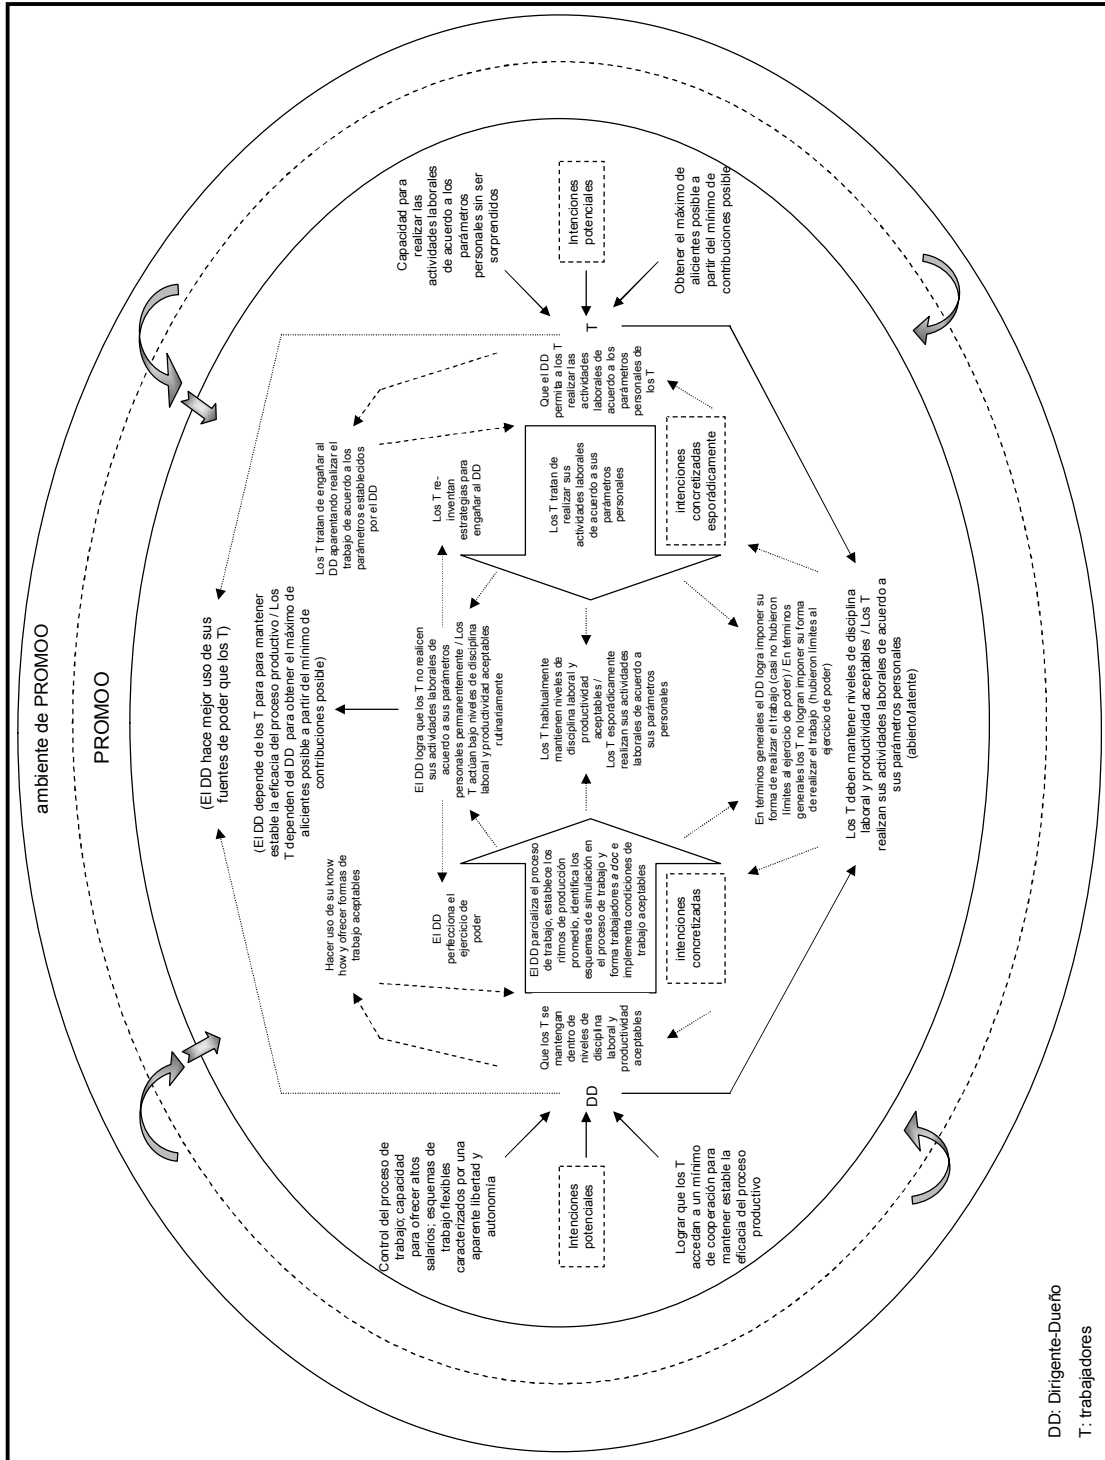 ambiente de PROMOO
PROMOO
(El DD hace mejor uso de sus
fuentes de poder que los T)
(El DD depende de los T para para mantener
estable la eficacia del proceso productivo / Los
T dependen del DD para obtener el máximo de
alicientes posible a partir del mínimo de
contribuciones posible)
Control del proceso de
trabajo; capacidad
para ofrecer altos
salarios; esquemas de
trabajo flexibles
caracterizados por una
aparente libertad y
autonomía
Intenciones
potenciales
Lograr que los T
accedan a un mínimo
de cooperación para
mantener estable la
eficacia del proceso
productivo
DD
Que los T se
mantengan
dentro de
niveles de
disciplina
laboral y
productividad
aceptables
Hacer uso de su know
how y ofrecer formas de
trabajo aceptables
El DD
perfecciona el
ejercicio de
poder
El DD parcializa el proceso
de trabajo, establece los
ritmos de producción
promedio, identifica los
esquemas de simulación en
el proceso de trabajo y
forma trabajadores a doc e
implementa condiciones de
trabajo aceptables
intenciones
concretizadas
El DD logra que los T no realicen
sus actividades laborales de
acuerdo a sus parámetros
personales permanentemente / Los
T actúan bajo niveles de disciplina
laboral y productividad aceptables
rutinariamente
Los T habitualmente
mantienen niveles de
disciplina laboral y
productividad
aceptables /
Los T esporádicamente
realizan sus actividades
laborales de acuerdo a
sus parámetros
personales
En términos generales el DD logra imponer su
forma de realizar el trabajo (casi no hubieron
límites al ejercicio de poder) / En términos
generales los T no logran imponer su forma
de realizar el trabajo (hubieron límites al
ejercicio de poder)
Los T deben mantener niveles de disciplina
laboral y productividad aceptables / Los T
realizan sus actividades laborales de acuerdo a
sus parámetros personales
(abierto/latente)
Los T tratan de engañar al
DD aparentando realizar el
trabajo de acuerdo a los
parámetros establecidos
por el DD
Los T re-
inventan
estrategias para
engañar al DD
Los T tratan de
realizar sus
actividades laborales
de acuerdo a sus
parámetros
personales
intenciones
concretizadas
esporádicamente
Que el DD
permita a los T
realizar las
actividades
laborales de
acuerdo a los
parámetros
personales de
los T
T
Capacidad para
realizar las
actividades laborales
de acuerdo a los
parámetros
personales sin ser
sorprendidos
Intenciones
potenciales
Obtener el máximo de
alicientes posible a
partir del mínimo de
contribuciones posible
DD: Dirigente-Dueño
T: trabajadores